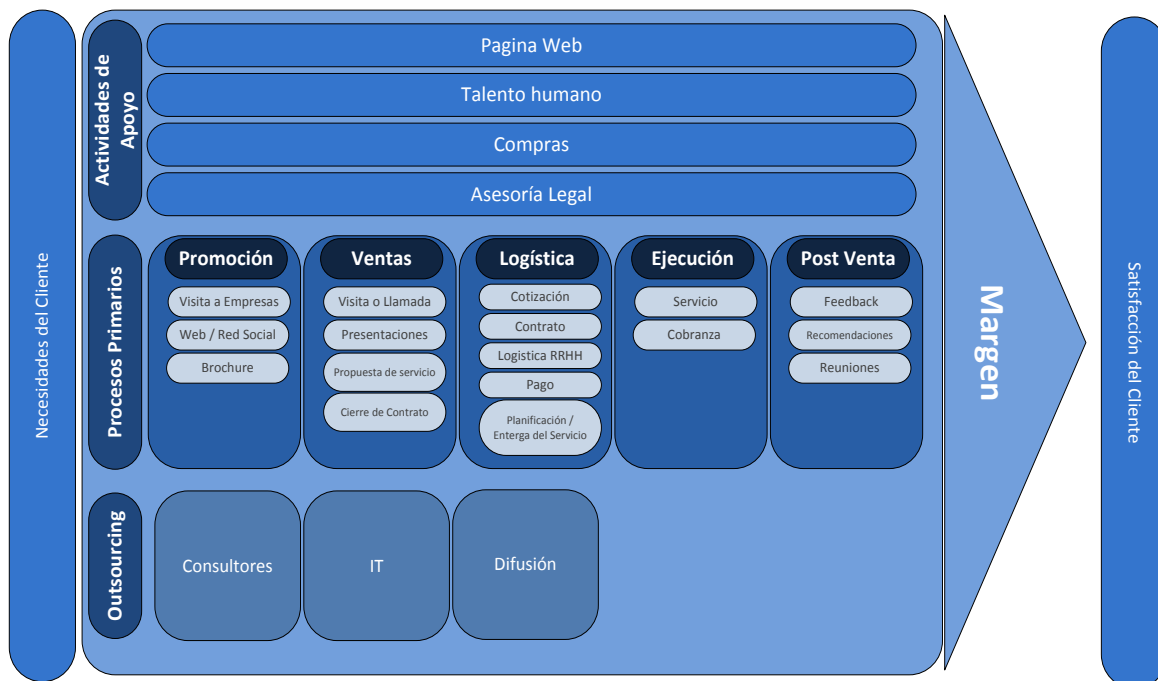 Necesidades del Cliente
Actividades de
Apoyo
Pagina Web
Talento humano
Compras
Asesoría Legal
Procesos Primarios
Promoción
Visita a Empresas
Web / Red Social
Brochure
Ventas
Visita o Llamada
Presentaciones
Propuesta de servicio
Cierre de Contrato
Logística
Cotización
Contrato
Logistica RRHH
Pago
Planificación /
Enterga del Servicio
Ejecución
Servicio
Cobranza
Post Venta
Feedback
Recomendaciones
Reuniones
Outsourcing
Consultores
IT
Difusión
Margen
Satisfacción del Cliente